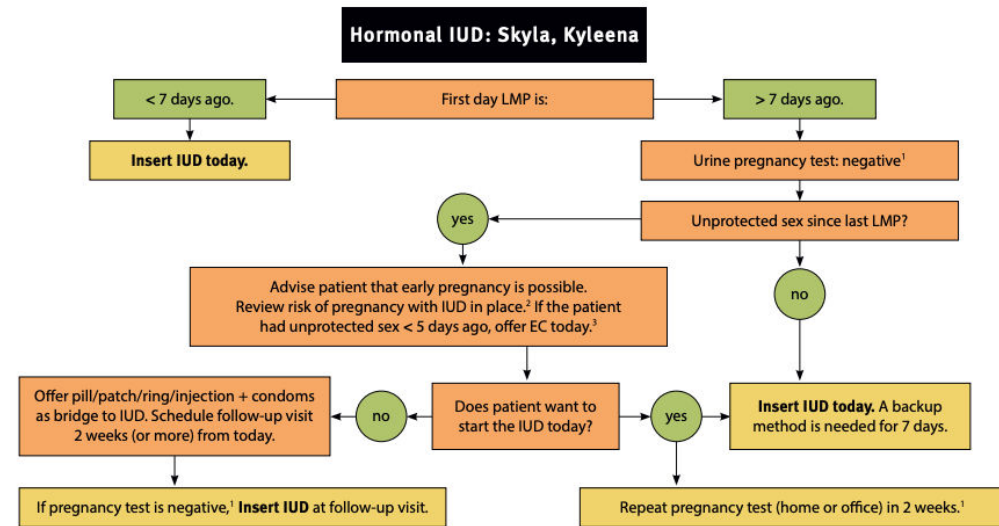 Hormonal IUD: Skyla, Kyleena
< 7 days ago.
First day LMP is:
> 7 days ago.
Insert IUD today.
Urine pregnancy test: negative¹
yes
Unprotected sex since last LMP?
Advise patient that early pregnancy is possible.
Review risk of pregnancy with IUD in place.² If the patient
had unprotected sex < 5 days ago, offer EC today.³
no
Offer pill/patch/ring/injection + condoms
as bridge to IUD. Schedule follow-up visit
2 weeks (or more) from today.
no
Does patient want to
start the IUD today?
yes
Insert IUD today. A backup
method is needed for 7 days.
If pregnancy test is negative,¹ Insert IUD at follow-up visit.
Repeat pregnancy test (home or office) in 2 weeks.¹